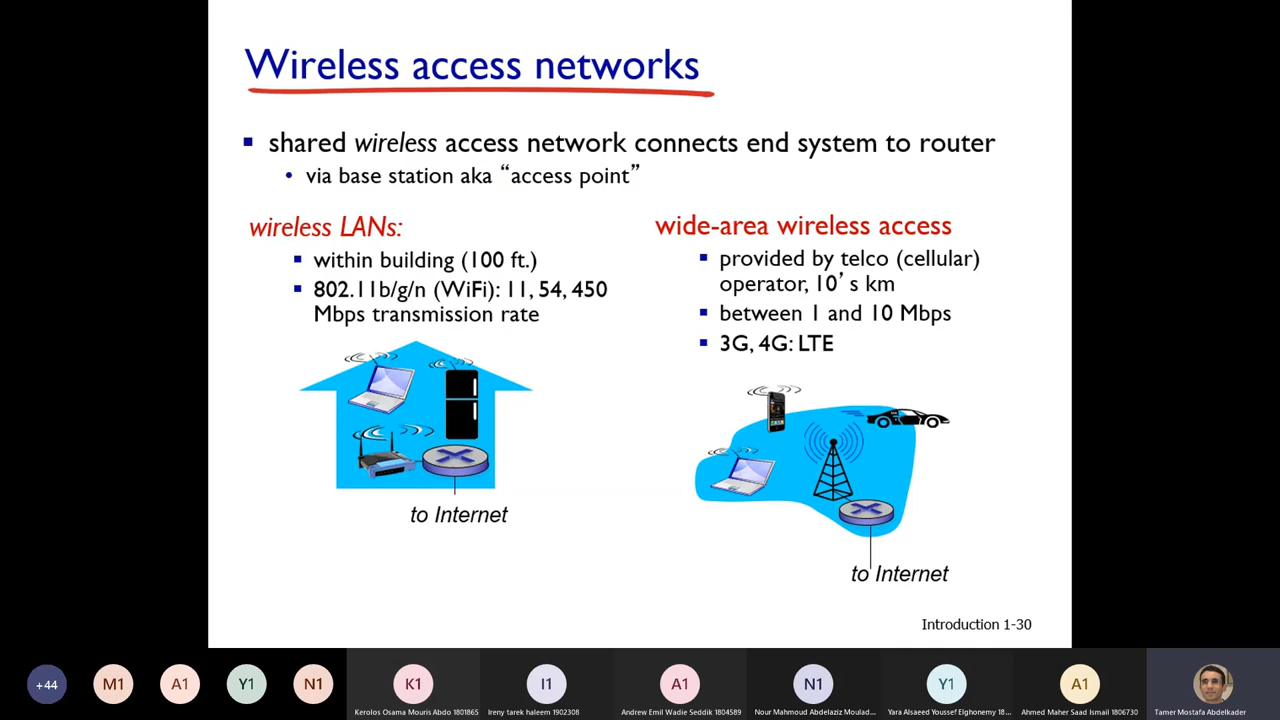 Wireless access networks
shared wireless access network connects end system to router
via base station aka “access point”
wireless LANs:
within building (100 ft.)
802.11b/g/n (WiFi): 11, 54, 450
Mbps transmission rate
to Internet
wide-area wireless access
provided by telco (cellular)
operator, 10’ s km
between 1 and 10 Mbps
3G, 4G: LTE
to Internet
Introduction 1-30
+44
M1
A1
Y1
N1
K1
Kerolos Osama Mouris Abdo 1801865
I1
Ireny tarek haleem 1902308
A1
Andrew Emil Wadie Seddik 1804589
N1
Nour Mahmoud Abdelaziz Moulad...
Y1
Yara Alsaeed Youssef Elghonemy 18...
A1
Ahmed Maher Saad Ismail 1806730
Tamer Mostafa Abdelkader